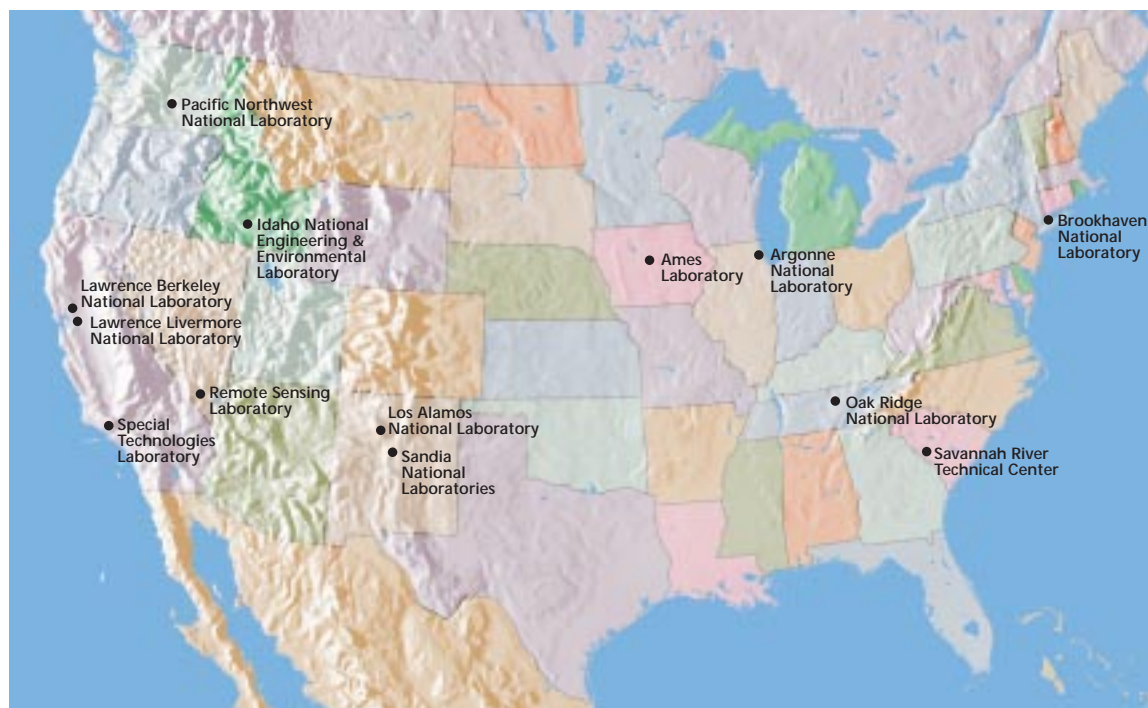 Pacific Northwest
National Laboratory
Idaho National
Engineering &
Environmental
Laboratory
Lawrence Berkeley
National Laboratory
Lawrence Livermore
National Laboratory
Remote Sensing
Laboratory
Special
Technologies
Laboratory
Los Alamos
National Laboratory
Sandia
National
Laboratories
Ames
Laboratory
Argonne
National
Laboratory
Brookhaven
National
Laboratory
Oak Ridge
National Laboratory
Savannah River
Technical Center